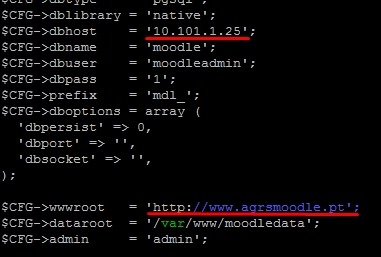 $CFG->dbtype    = 'pgsql';
$CFG->dblibrary = 'native';
$CFG->dbhost    = '10.101.1.25';
$CFG->dbname    = 'moodle';
$CFG->dbuser    = 'moodleadmin';
$CFG->dbpass    = '1';
$CFG->prefix    = 'mdl_';
$CFG->dboptions = array (
  'dbpersist' => 0,
  'dbport' => '',
  'dbsocket' => '',
);
$CFG->wwwroot   = 'http://www.agrsmoodle.pt';
$CFG->dataroot  = '/var/www/moodledata';
$CFG->admin     = 'admin';